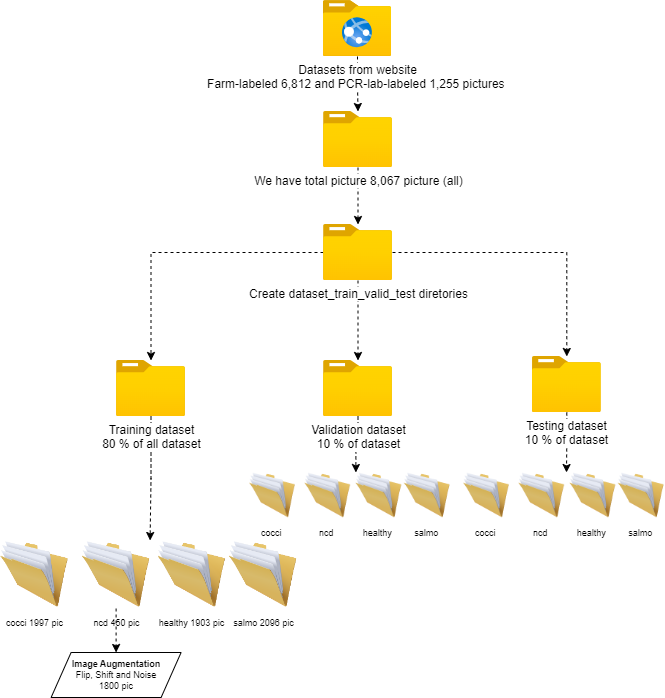 Datasets from website
Farm-labeled 6,812 and PCR-lab-labeled 1,255 pictures
We have total picture 8,067 picture (all)
Create dataset_train_valid_test diretories
Training dataset
80 % of all dataset
Validation dataset
10 % of dataset
Testing dataset
10 % of dataset
cocci ncd healthy salmo cocci ncd healthy salmo
cocci 1997 pic ncd 450 pic healthy 1903 pic salmo 2096 pic
Image Augmentation
Flip, Shift and Noise
1800 pic